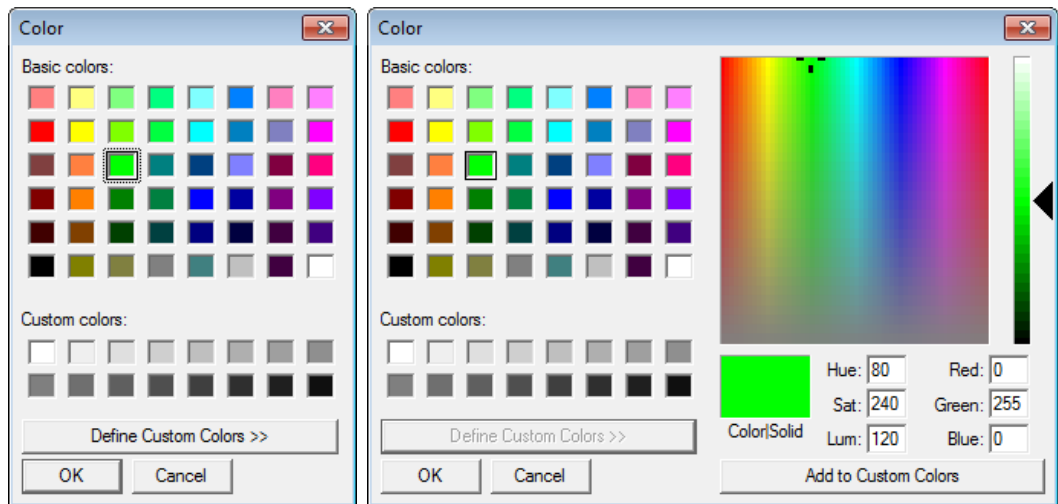 Color
Basic colors:
Custom colors:
Define Custom Colors >>
OK Cancel
Color
Basic colors:
Custom colors:
Define Custom Colors >>
OK Cancel
Hue: 80 Red: 0
Sat: 240 Green: 255
Color|Solid Lum: 120 Blue: 0
Add to Custom Colors